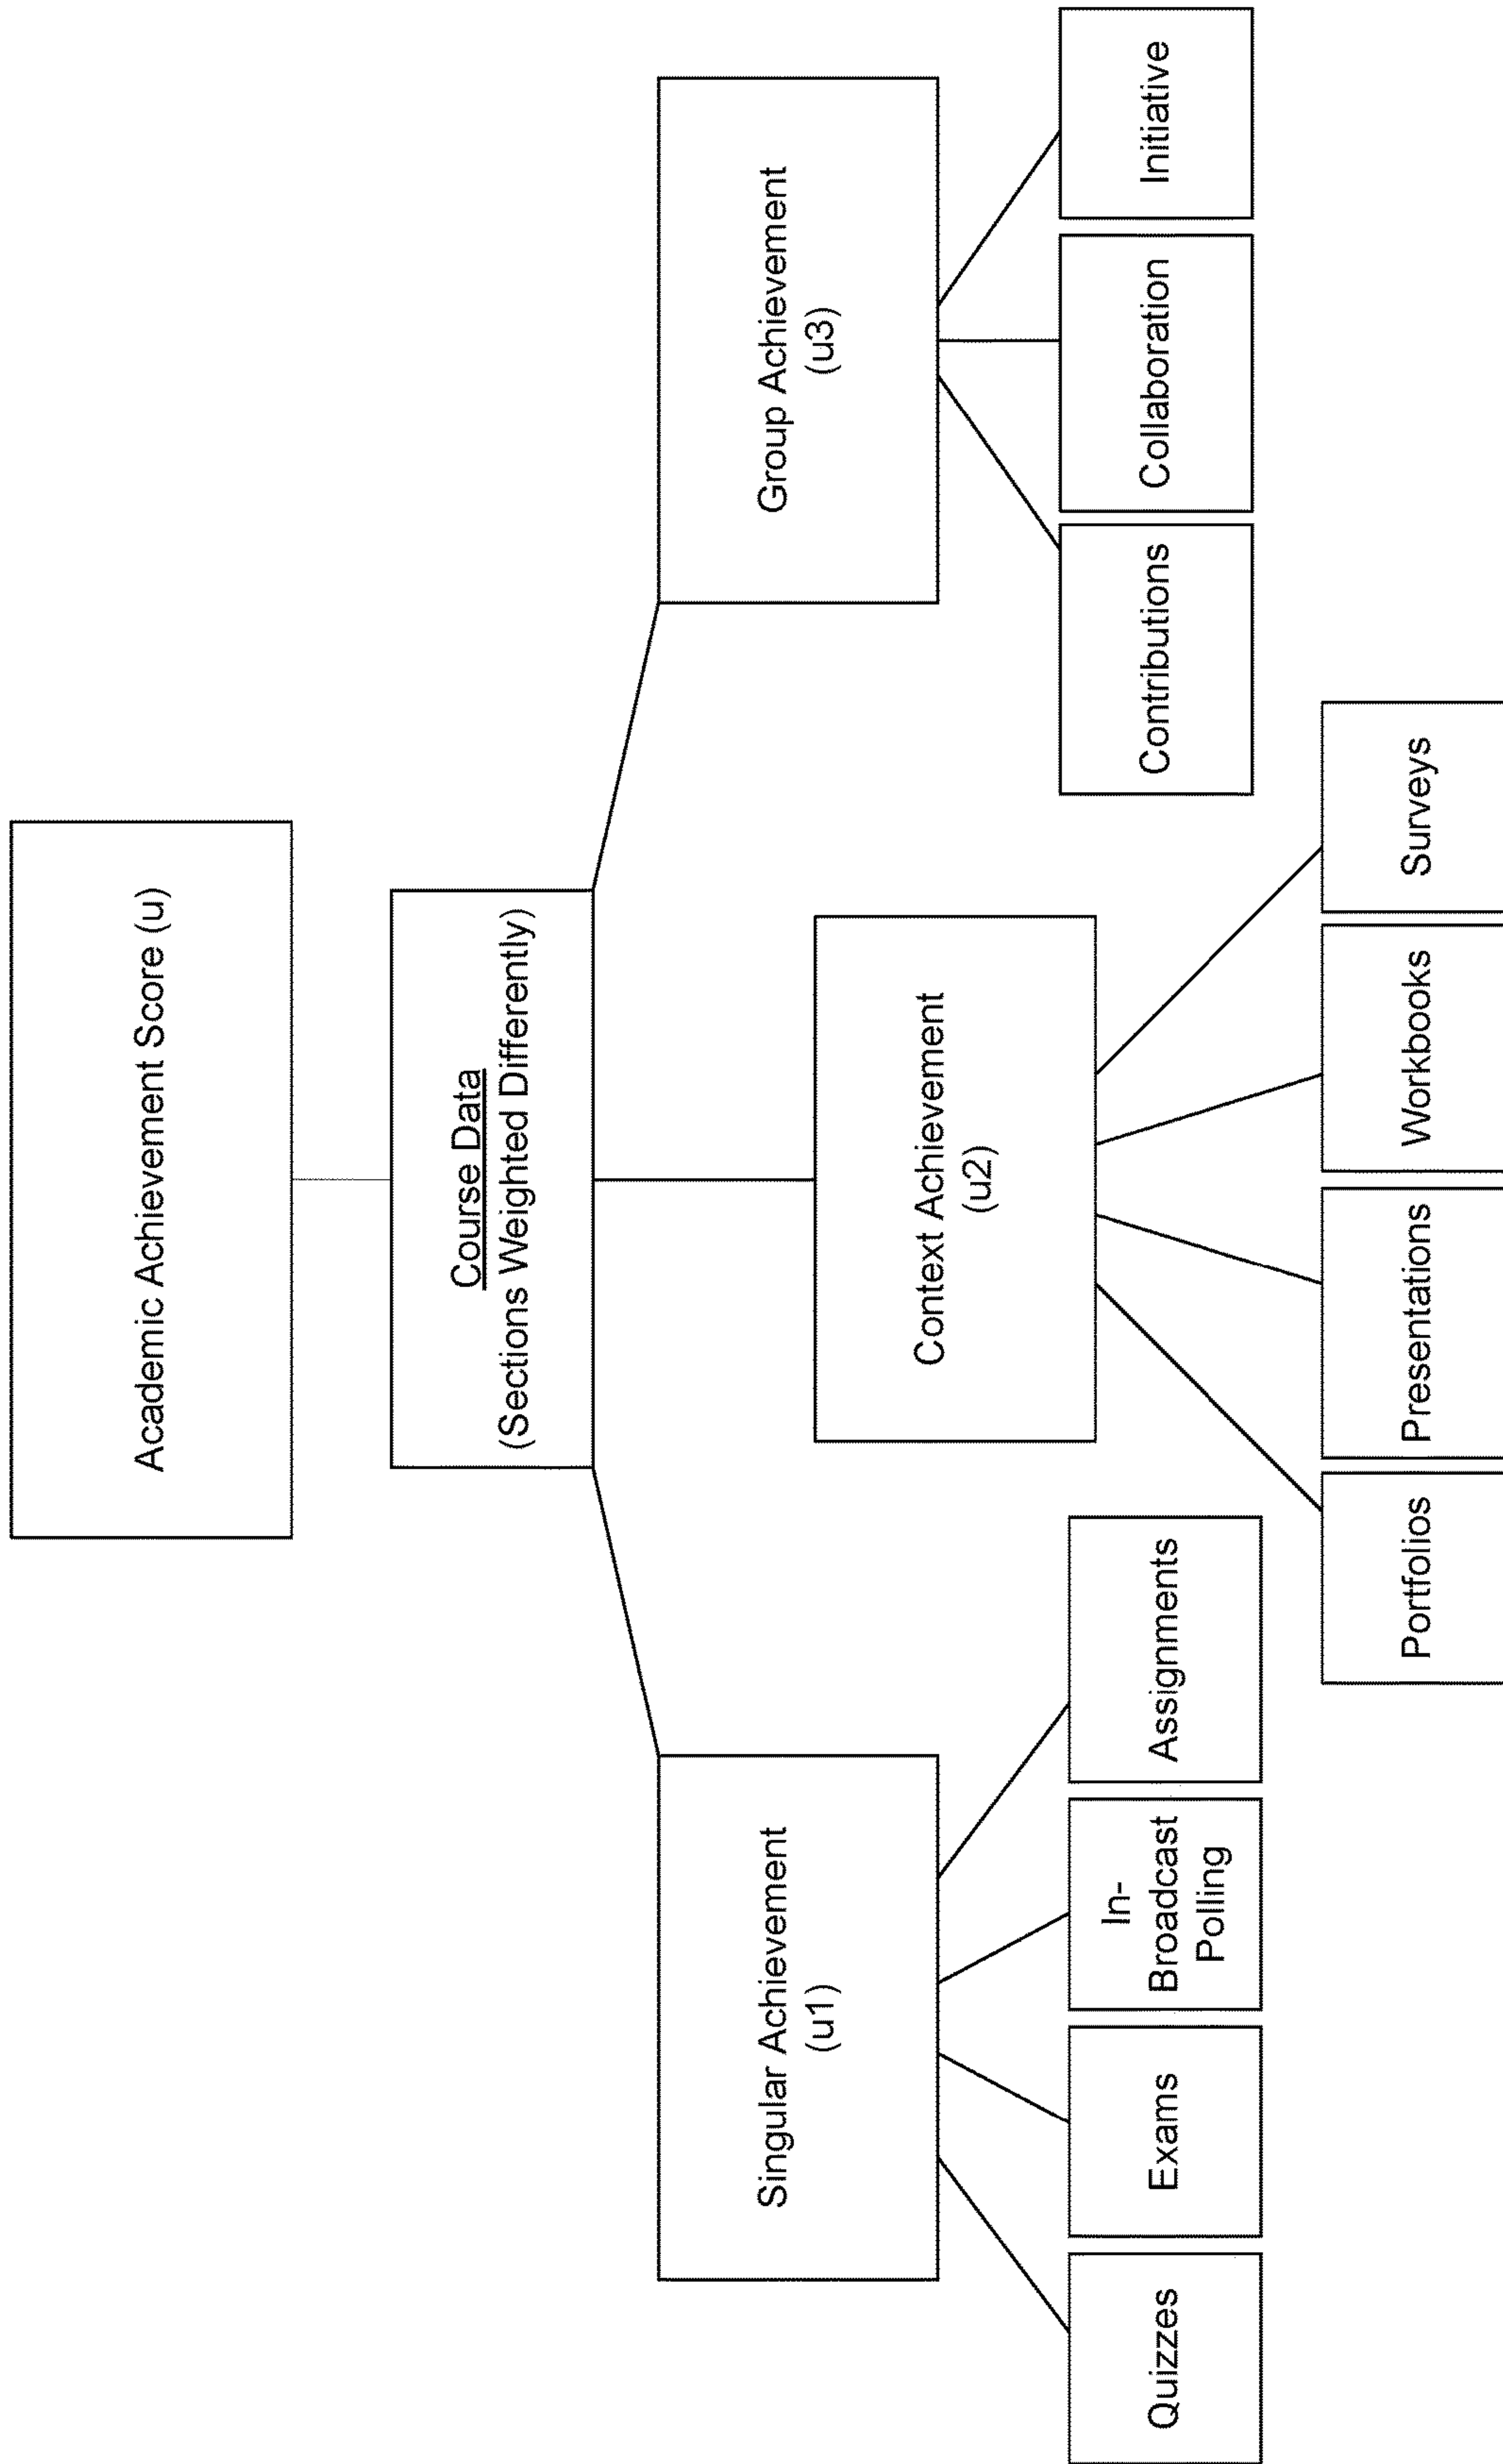 Academic Achievement Score (u)
Course Data
(Sections Weighted Differently)
Singular Achievement
(u1)
Quizzes
Exams
In-
Broadcast
Polling
Assignments
Context Achievement
(u2)
Portfolios
Presentations
Workbooks
Surveys
Group Achievement
(u3)
Contributions
Collaboration
Initiative